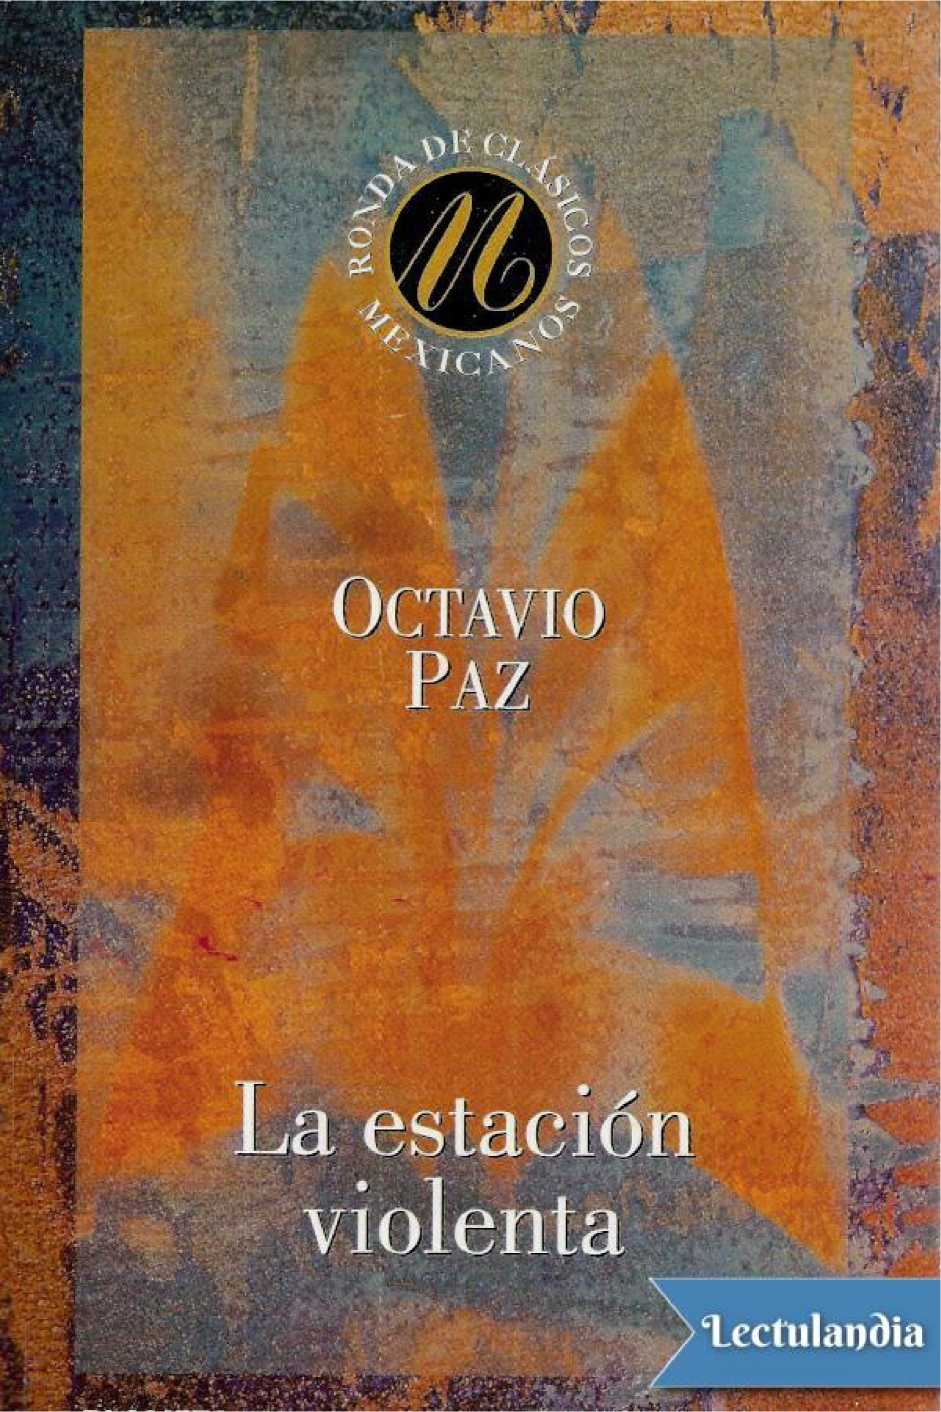 RONDA DE CLÁSICOS
MEXICANOS
M
OCTAVIO
PAZ
La estación
violenta
Lectulandia